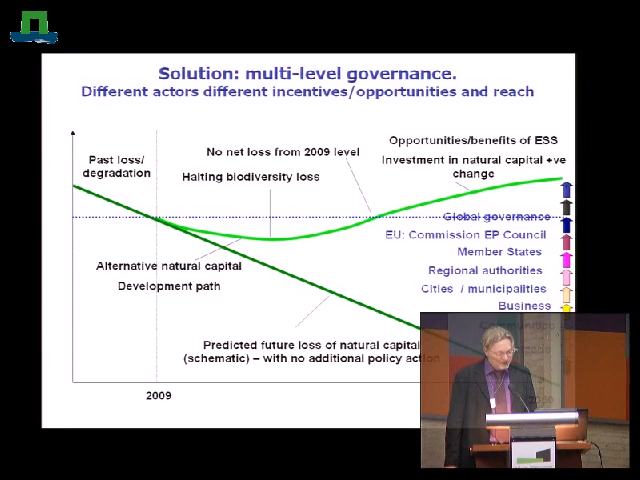 Solution: multi-level governance.
Different actors different incentives/opportunities and reach
Opportunities/benefits of ESS
No net loss from 2009 level
Past loss/
degradation
Investment in natural capital +ve
change
Halting biodiversity loss
Global governance
EU: Commission EP Council
Member States
Alternative natural capital
Regional authorities
Development path
Cities / municipalities
Business
Predicted future loss of natural capital
(schematic) – with no additional policy action
2009